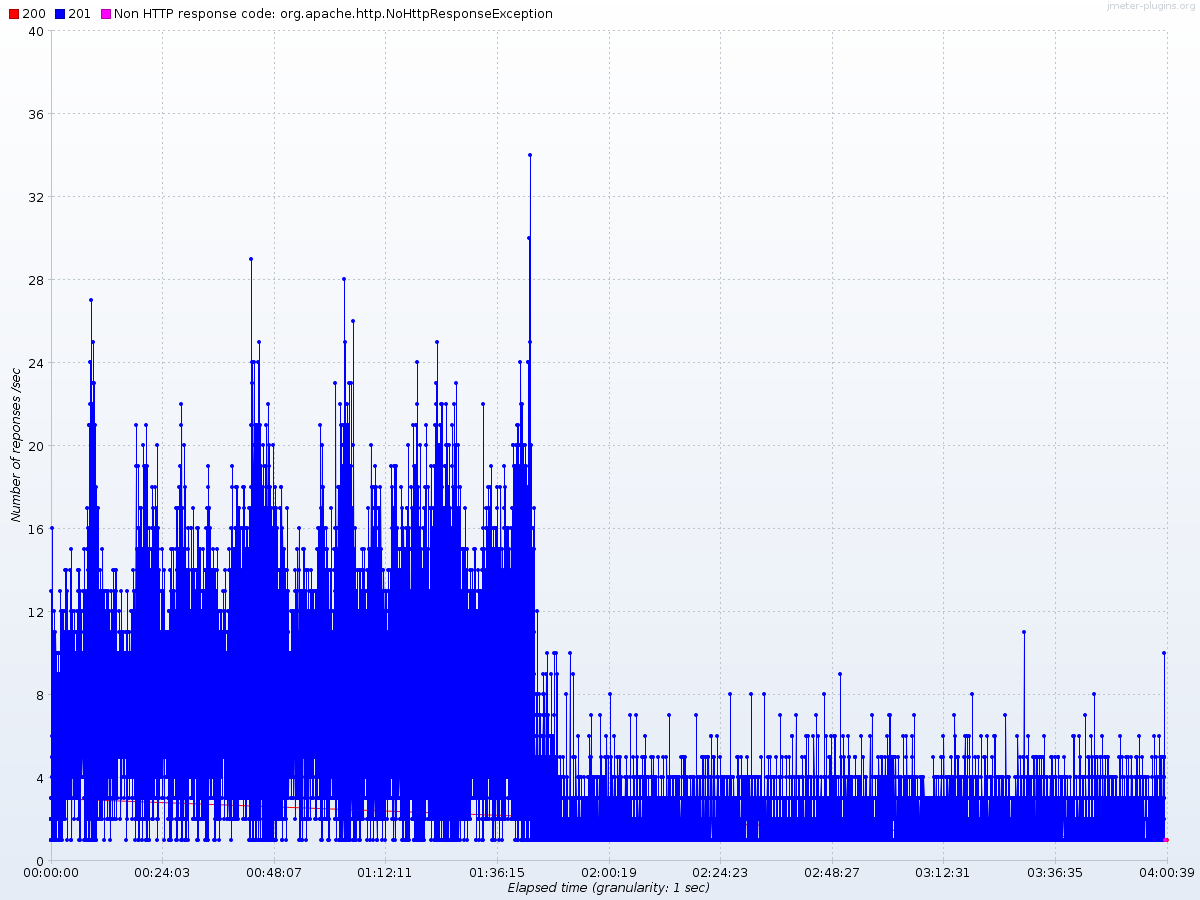 200 201 Non HTTP response code: org.apache.http.NoHttpResponseException
jmeter-plugins.org
40
36
32
28
24
20
16
12
8
4
0
Number of reponses /sec
00:00:00 00:24:03 00:48:07 01:12:11 01:36:15 02:00:19 02:24:23 02:48:27 03:12:31 03:36:35 04:00:39
Elapsed time (granularity: 1 sec)